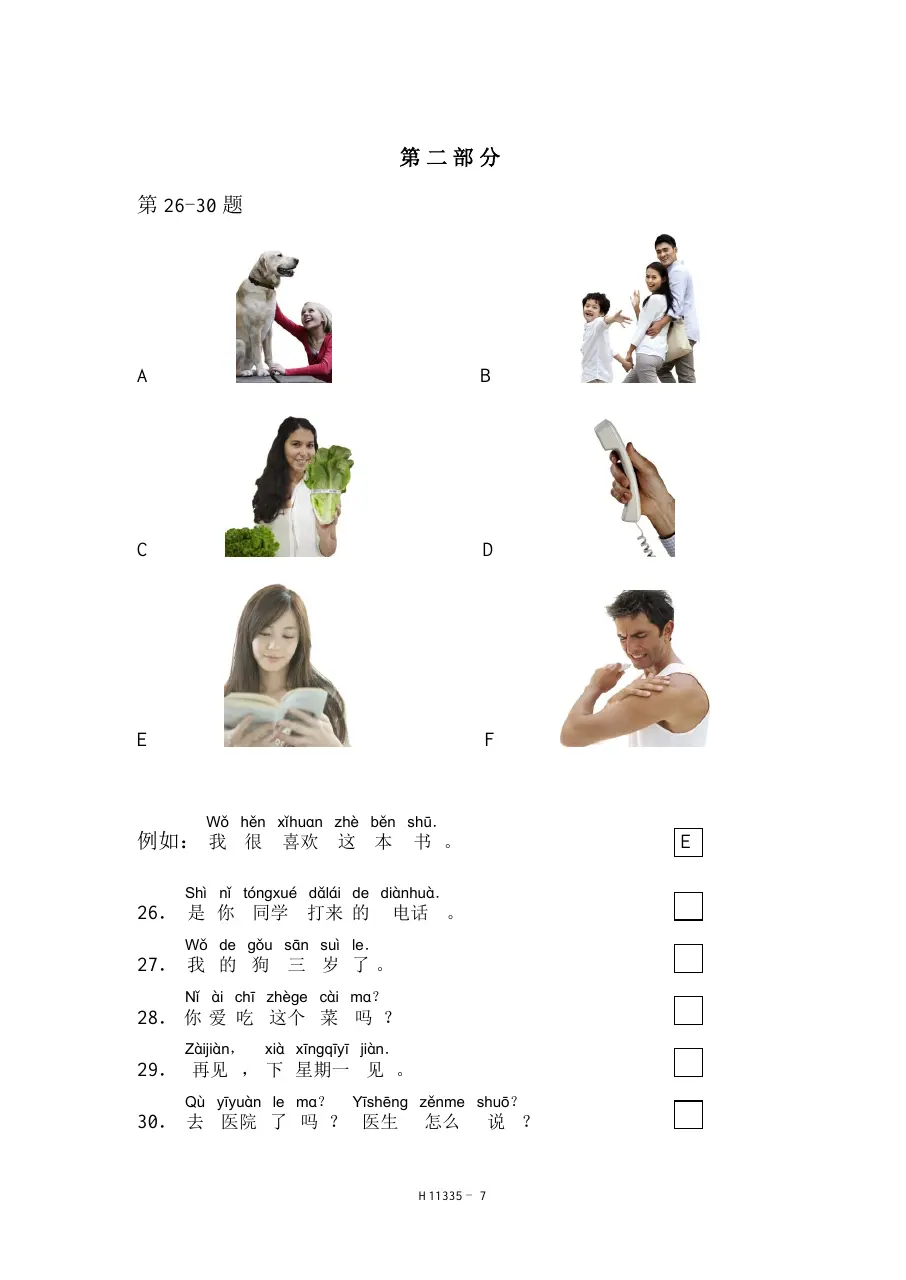 第二部分
第 26-30 题
A
B
C
D
E
F
Wǒ hěn xǐhuan zhè běn shū.
例如: 我 很 喜欢 这 本 书 。
E
Shì nǐ tóngxué dǎlái de diànhuà.
26. 是 你 同学 打来 的 电话 。
Wǒ de gǒu sān suì le.
27. 我 的 狗 三 岁 了 。
Nǐ ài chī zhège cài ma?
28. 你 爱 吃 这个 菜 吗 ?
Zàijiàn, xià xīngqīyī jiàn.
29. 再见 , 下 星期一 见 。
Qù yīyuàn le ma? Yīshēng zěnme shuō?
30. 去 医院 了 吗 ? 医生 怎么 说 ?
H11335 - 7